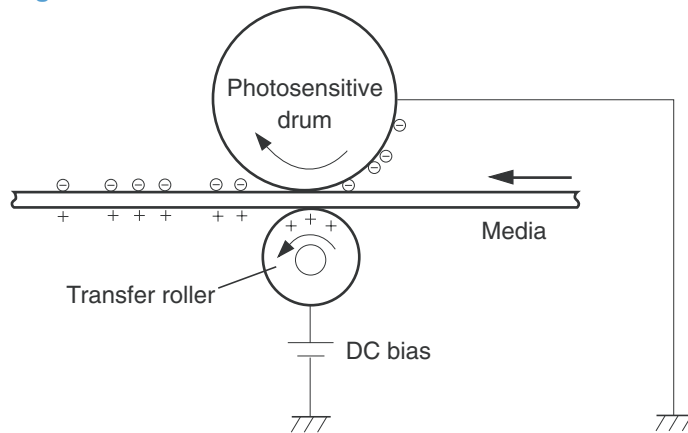 Photosensitive
drum
Media
Transfer roller
DC bias